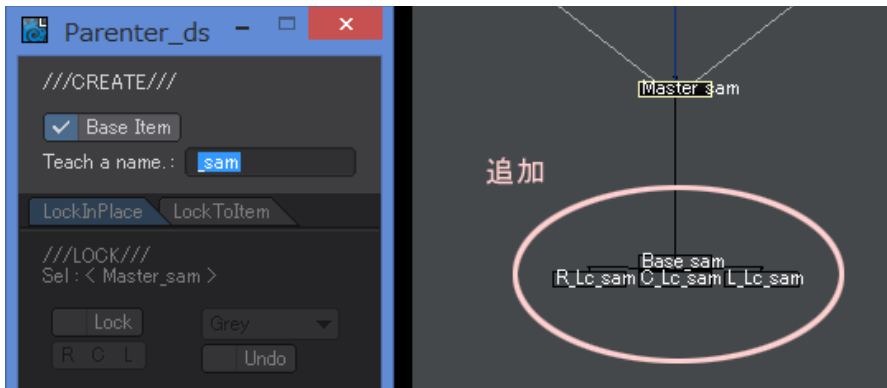 Parenter_ds
///CREATE///
Base Item
Teach a name. : _sam
LockInPlace LockToItem
///LOCK///
Sel : < Master_sam >
Lock Grey
R C L Undo
Master_sam
追加
Base_sam
R_Lc_sam C_Lc_sam L_Lc_sam